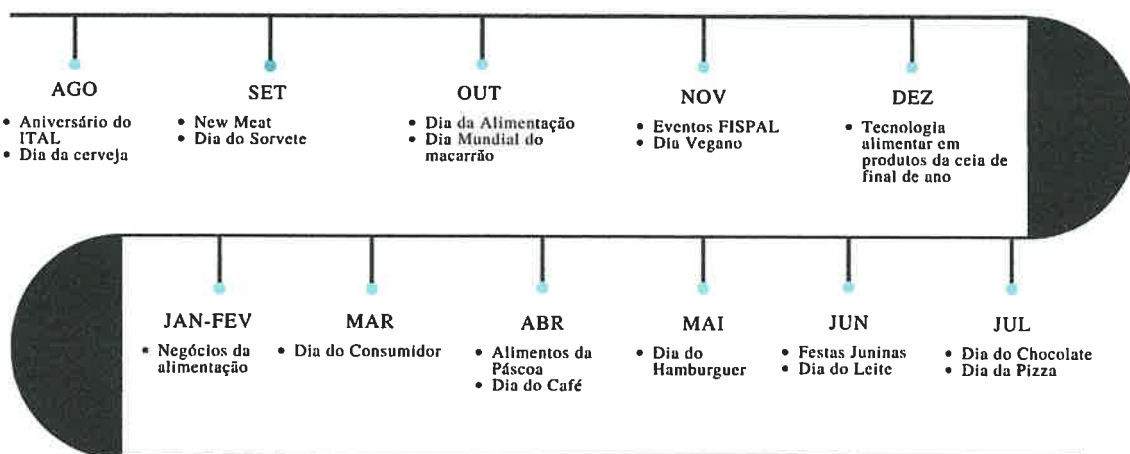 AGO
• Aniversário do
ITAL
• Dia da cerveja
SET
• New Meat
• Dia do Sorvete
OUT
• Dia da Alimentação
• Dia Mundial do
macarrão
NOV
• Eventos FISPAL
• Dia Vegano
DEZ
• Tecnologia
alimentar em
produtos da ceia de
final de ano
JAN-FEV
• Negócios da
alimentação
MAR
• Dia do Consumidor
ABR
• Alimentos da
Páscoa
• Dia do Café
MAI
• Dia do
Hamburguer
JUN
• Festas Juninas
• Dia do Leite
JUL
• Dia do Chocolate
• Dia da Pizza